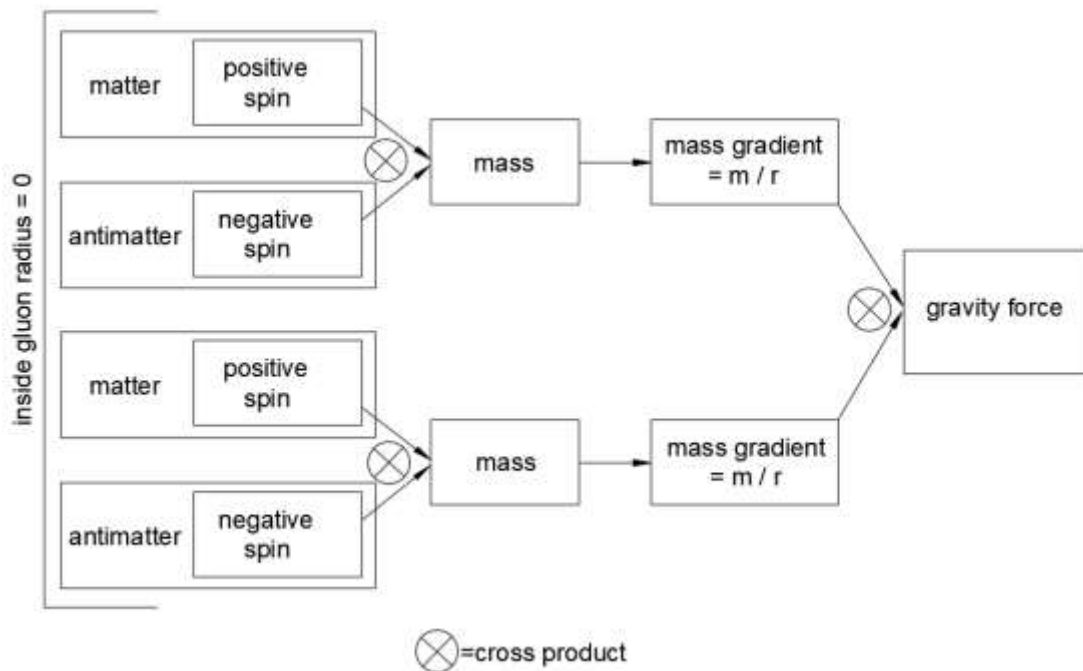 inside gluon radius = 0
matter
positive
spin
antimatter
negative
spin
mass
mass gradient
= m / r
gravity force
matter
positive
spin
antimatter
negative
spin
mass
mass gradient
= m / r
=cross product